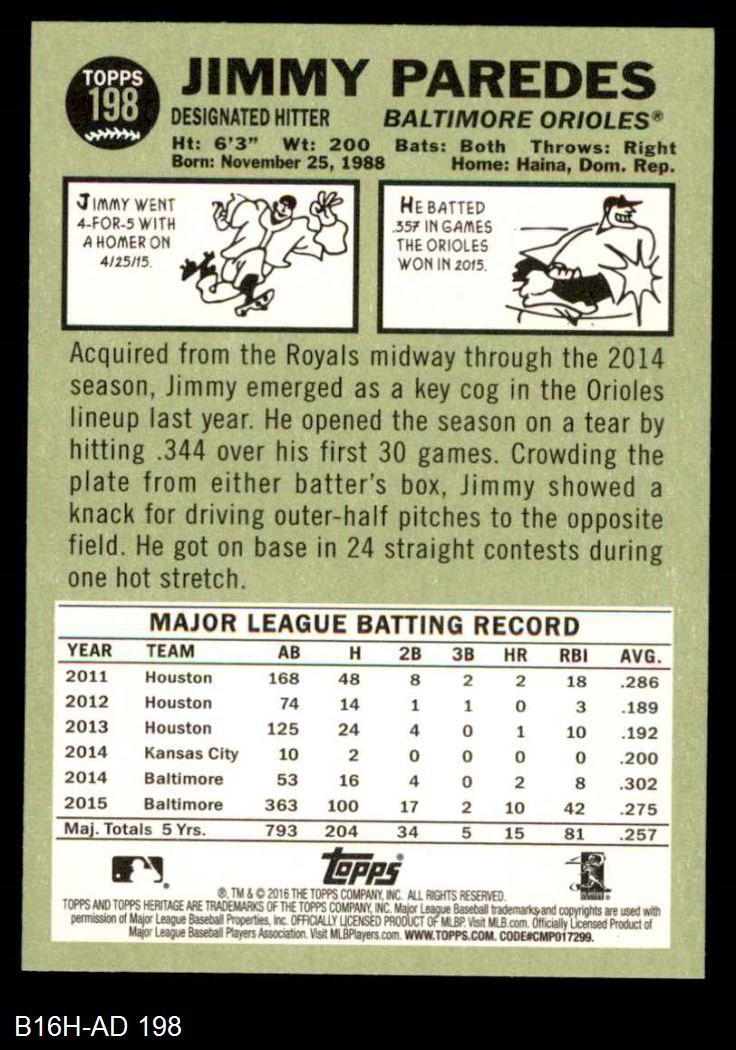 TOPPS
198
JIMMY PAREDES
DESIGNATED HITTER BALTIMORE ORIOLES®
Ht: 6'3" Wt: 200 Bats: Both Throws: Right
Born: November 25, 1988 Home: Haina, Dom. Rep.
JIMMY WENT
4-FOR-5 WITH
A HOMER ON
4/25/15.
HE BATTED
.357 IN GAMES
THE ORIOLES
WON IN 2015.
Acquired from the Royals midway through the 2014
season, Jimmy emerged as a key cog in the Orioles
lineup last year. He opened the season on a tear by
hitting .344 over his first 30 games. Crowding the
plate from either batter's box, Jimmy showed a
knack for driving outer-half pitches to the opposite
field. He got on base in 24 straight contests during
one hot stretch.
MAJOR LEAGUE BATTING RECORD
YEAR TEAM AB H 2B 3B HR RBI AVG.
2011 Houston 168 48 8 2 2 18 .286
2012 Houston 74 14 1 1 0 3 .189
2013 Houston 125 24 4 0 1 10 .192
2014 Kansas City 10 2 0 0 0 0 .200
2014 Baltimore 53 16 4 0 2 8 .302
2015 Baltimore 363 100 17 2 10 42 .275
Maj. Totals 5 Yrs. 793 204 34 5 15 81 .257
Topps®
®, TM & © 2016 THE TOPPS COMPANY, INC. ALL RIGHTS RESERVED.
TOPPS AND TOPPS HERITAGE ARE TRADEMARKS OF THE TOPPS COMPANY, INC. Major League Baseball trademarks and copyrights are used with
permission of Major League Baseball Properties, Inc. OFFICIALLY LICENSED PRODUCT OF MLBP. Visit MLB.com. Officially Licensed Product of
Major League Baseball Players Association. Visit MLBPlayers.com. WWW.TOPPS.COM. CODE#CMP017299.
B16H-AD 198